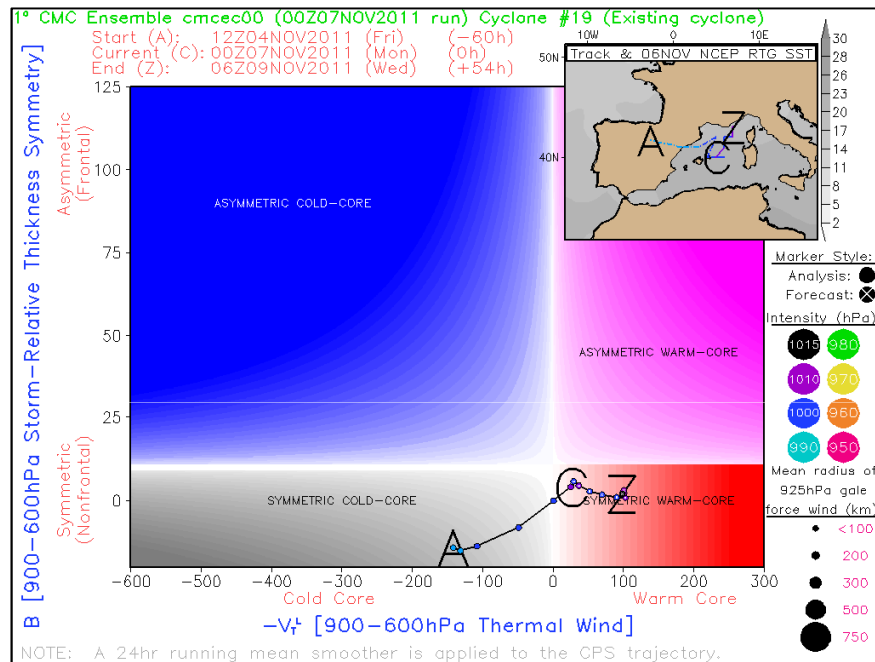 1° CMC Ensemble cmcec00 (00Z07NOV2011 run) Cyclone #19 (Existing cyclone)
Start (A): 12Z04NOV2011 (Fri) (−60h)
Current (C): 00Z07NOV2011 (Mon) (0h)
End (Z): 06Z09NOV2011 (Wed) (+54h)
10W 0 10E
Track & 06NOV NCEP RTG SST
50N
40N
A
C
Z
30
28
26
24
23
20
17
14
11
8
5
2
B [900−600hPa Storm−Relative Thickness Symmetry]
Asymmetric
(Frontal)
Symmetric
(Nonfrontal)
125
100
75
50
25
0
ASYMMETRIC COLD−CORE
ASYMMETRIC WARM−CORE
SYMMETRIC COLD−CORE
SYMMETRIC WARM−CORE
A
C
Z
−600 −500 −400 −300 −200 −100 0 100 200 300
Cold Core Warm Core
−V_T^L [900−600hPa Thermal Wind]
NOTE: A 24hr running mean smoother is applied to the CPS trajectory.
Marker Style:
Analysis:
Forecast:
Intensity (hPa)
1015 980
1010 970
1000 960
990 950
Mean radius of
925hPa gale
force wind (km)
<100
200
300
500
750